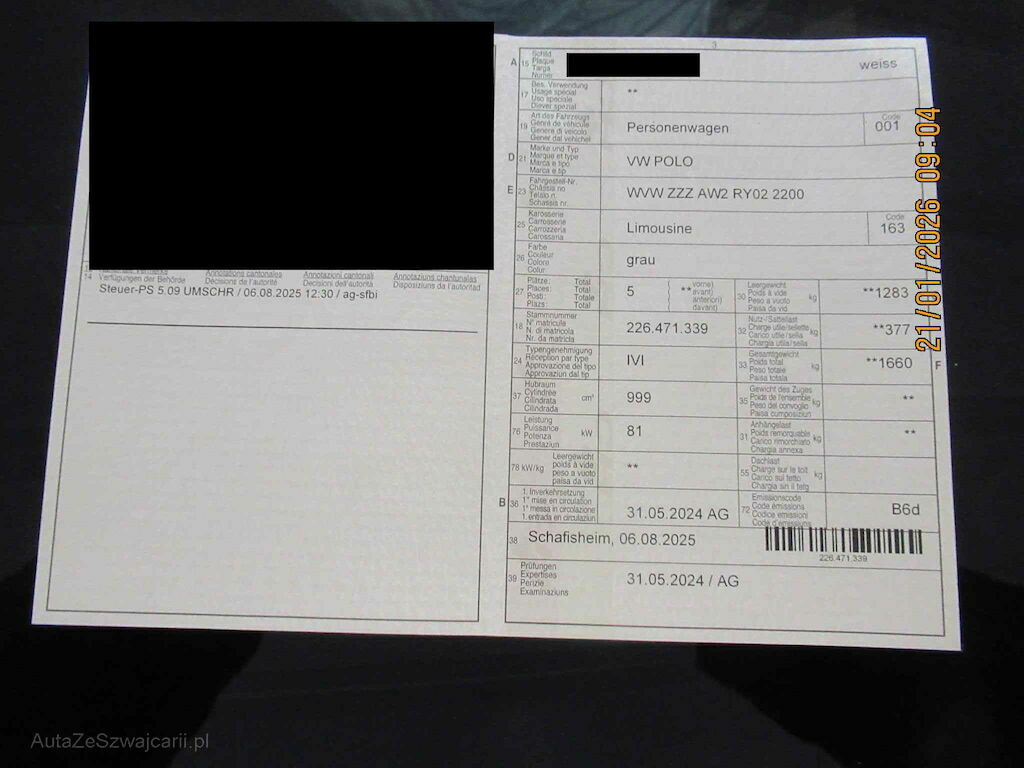 Verfügungen der Behörde
Annotations cantonales
Décisions de l'autorité
Annotazioni cantonali
Decisioni dell'autorità
Annotaziuns chantunalas
Disposiziuns da l'autoritad
14
Steuer-PS 5.09 UMSCHR / 06.08.2025 12:30 / ag-sfbi
3
A 15 Schild
Plaque
Targa
Numer
weiss
17 Bes. Verwendung
Usage spécial
Uso speciale
Diever spezial
**
19 Art des Fahrzeugs
Genre de véhicule
Genere di veicolo
Gener dal vehichel
Personenwagen
Code
001
D 21 Marke und Typ
Marque et type
Marca e tipo
Marca e tip
VW POLO
E 23 Fahrgestell-Nr.
Châssis no
Telaio n.
Schassis nr.
WVW ZZZ AW2 RY02 2200
25 Karosserie
Carrosserie
Carrozzeria
Carossaria
Limousine
Code
163
26 Farbe
Couleur
Colore
Colur
grau
27 Plätze: Total
Places: Total
Posti: Totale
Plazs: Total
5
** vorne)
avant)
anteriori)
davant)
30 Leergewicht
Poids à vide
Peso a vuoto
Paisa da vid
kg
**1283
18 Stammnummer
N° matricule
N. di matricola
Nr. da matricla
226.471.339
32 Nutz-/Sattellast
Charge utile/sellette
Carico utile/sella
Chargia utila/sella
kg
**377
24 Typengenehmigung
Réception par type
Approvazione del tipo
Approvaziun dal tip
IVI
33 Gesamtgewicht
Poids total
Peso totale
Paisa totala
kg
**1660
F
37 Hubraum
Cylindrée
Cilindrata
Cilindrada
cm³
999
35 Gewicht des Zuges
Poids de l'ensemble
Peso del convoglio
Paisa cumposiziun
kg
**
76 Leistung
Puissance
Potenza
Prestaziun
kW
81
31 Anhängelast
Poids remorquable
Carico rimorchiato
Chargia annexa
kg
**
78 kW/kg
Leergewicht
poids à vide
peso a vuoto
paisa da vid
**
55 Dachlast
Charge sur le toit
Carico sul tetto
Chargia sin il tetg
kg
B 36 1. Inverkehrsetzung
1re mise en circulation
1a messa in circolazione
1. entrada en circulaziun
31.05.2024 AG
72 Emissionscode
Code émissions
Codice emissioni
Code d'emissiuns
B6d
38 Schafisheim, 06.08.2025
226.471.339
39 Prüfungen
Expertises
Perizie
Examinaziuns
31.05.2024 / AG
21/01/2026 09:04
AutaZeSzwajcarii.pl